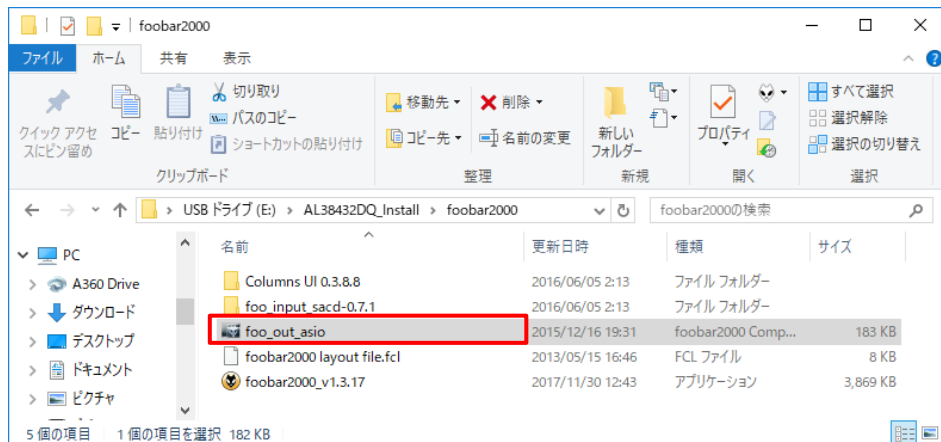 foobar2000
ファイル ホーム 共有 表示
クイック アクセスにピン留め
コピー
貼り付け
切り取り
パスのコピー
ショートカットの貼り付け
クリップボード
移動先
コピー先
削除
名前の変更
整理
新しいフォルダー
新規
プロパティ
開く
すべて選択
選択解除
選択の切り替え
選択
USB ドライブ (E:) › AL38432DQ_Install › foobar2000
foobar2000の検索
PC
A360 Drive
ダウンロード
デスクトップ
ドキュメント
ピクチャ
名前 更新日時 種類 サイズ
Columns UI 0.3.8.8 2016/06/05 2:13 ファイル フォルダー
foo_input_sacd-0.7.1 2016/06/05 2:13 ファイル フォルダー
foo_out_asio 2015/12/16 19:31 foobar2000 Comp... 183 KB
foobar2000 layout file.fcl 2013/05/15 16:46 FCL ファイル 8 KB
foobar2000_v1.3.17 2017/11/30 12:43 アプリケーション 3,869 KB
5 個の項目 1 個の項目を選択 182 KB